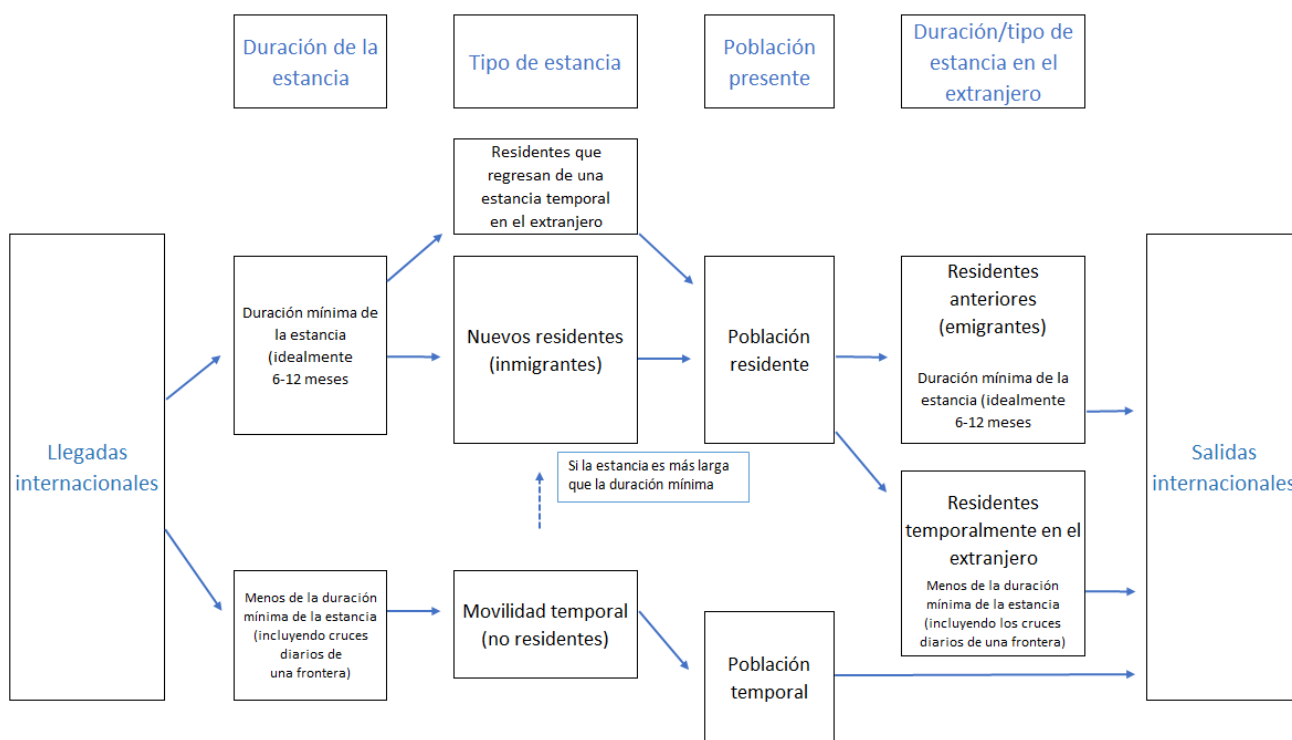 Duración de la
estancia
Tipo de estancia
Población
presente
Duración/tipo de
estancia en el
extranjero
Llegadas
internacionales
Duración mínima de
la estancia
(idealmente
6-12 meses
Menos de la duración
mínima de la estancia
(incluyendo cruces
diarios de
una frontera)
Residentes que
regresan de una
estancia temporal
en el extranjero
Nuevos residentes
(inmigrantes)
Si la estancia es más larga
que la duración mínima
Movilidad temporal
(no residentes)
Población
residente
Población
temporal
Residentes
anteriores
(emigrantes)
Duración mínima de la
estancia (idealmente
6-12 meses
Residentes
temporalmente en el
extranjero
Menos de la duración
mínima de la estancia
(incluyendo los cruces
diarios de una frontera)
Salidas
internacionales